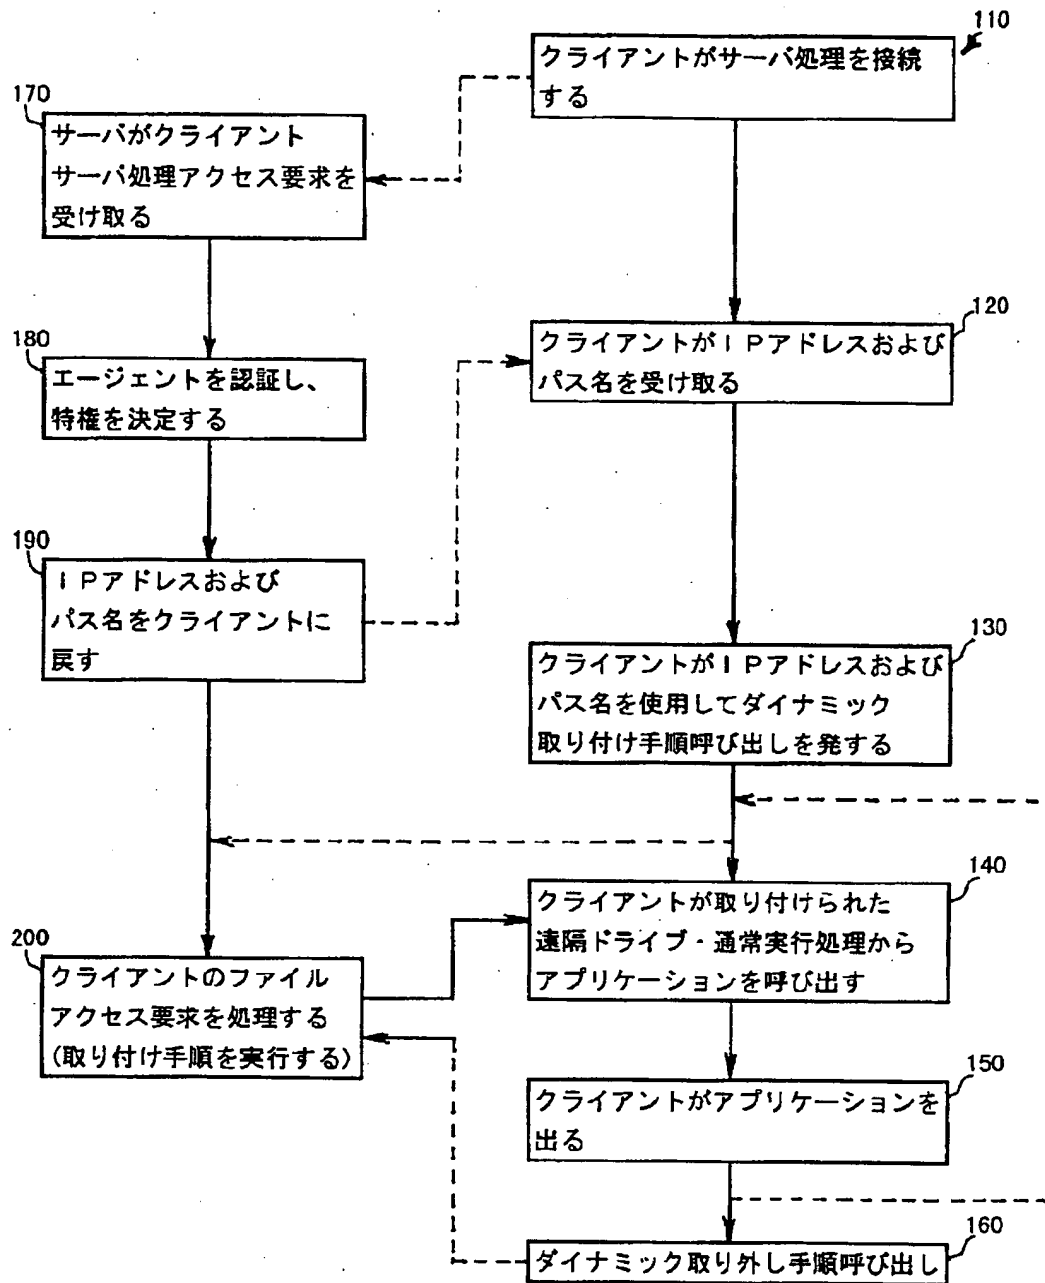 110
クライアントがサーバ処理を接続
する
170
サーバがクライアント
サーバ処理アクセス要求を
受け取る
120
クライアントがＩＰアドレスおよび
パス名を受け取る
180
エージェントを認証し、
特権を決定する
190
ＩＰアドレスおよび
パス名をクライアントに
戻す
130
クライアントがＩＰアドレスおよび
パス名を使用してダイナミック
取り付け手順呼び出しを発する
140
クライアントが取り付けられた
遠隔ドライブ・通常実行処理から
アプリケーションを呼び出す
200
クライアントのファイル
アクセス要求を処理する
(取り付け手順を実行する)
150
クライアントがアプリケーションを
出る
160
ダイナミック取り外し手順呼び出し